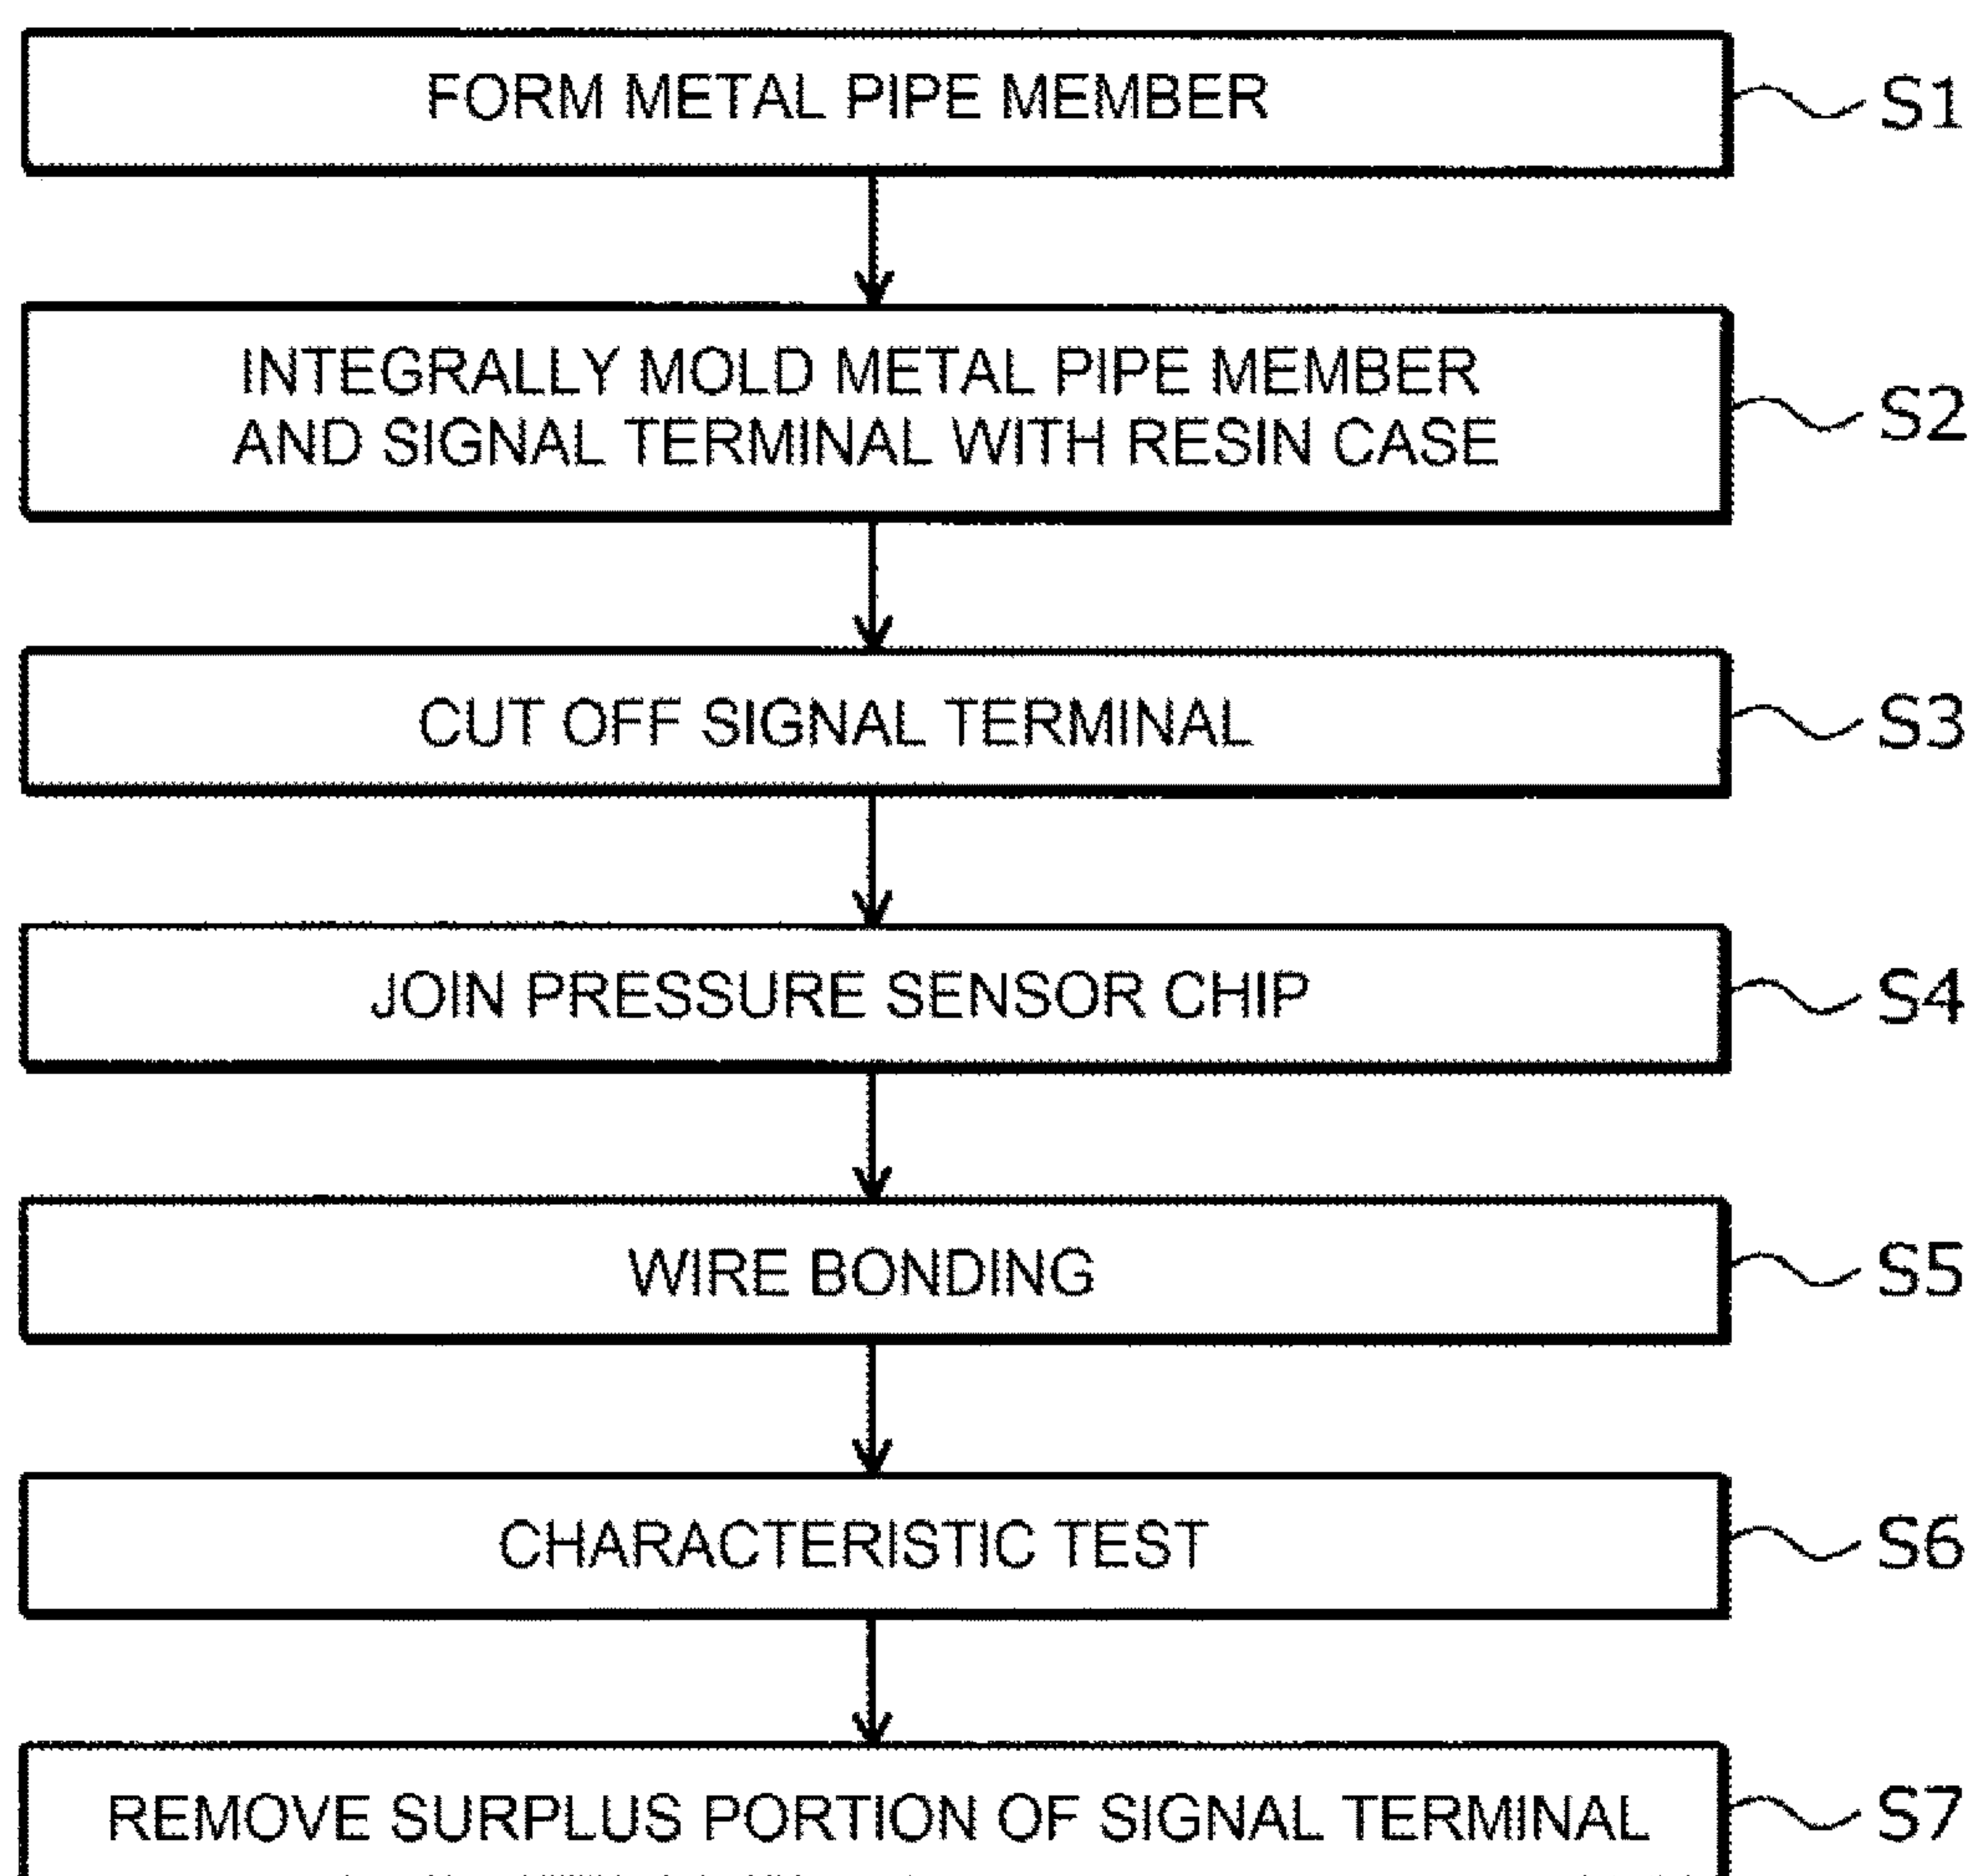 FORM METAL PIPE MEMBER
S1
INTEGRALLY MOLD METAL PIPE MEMBER
AND SIGNAL TERMINAL WITH RESIN CASE
S2
CUT OFF SIGNAL TERMINAL
S3
JOIN PRESSURE SENSOR CHIP
S4
WIRE BONDING
S5
CHARACTERISTIC TEST
S6
REMOVE SURPLUS PORTION OF SIGNAL TERMINAL
S7